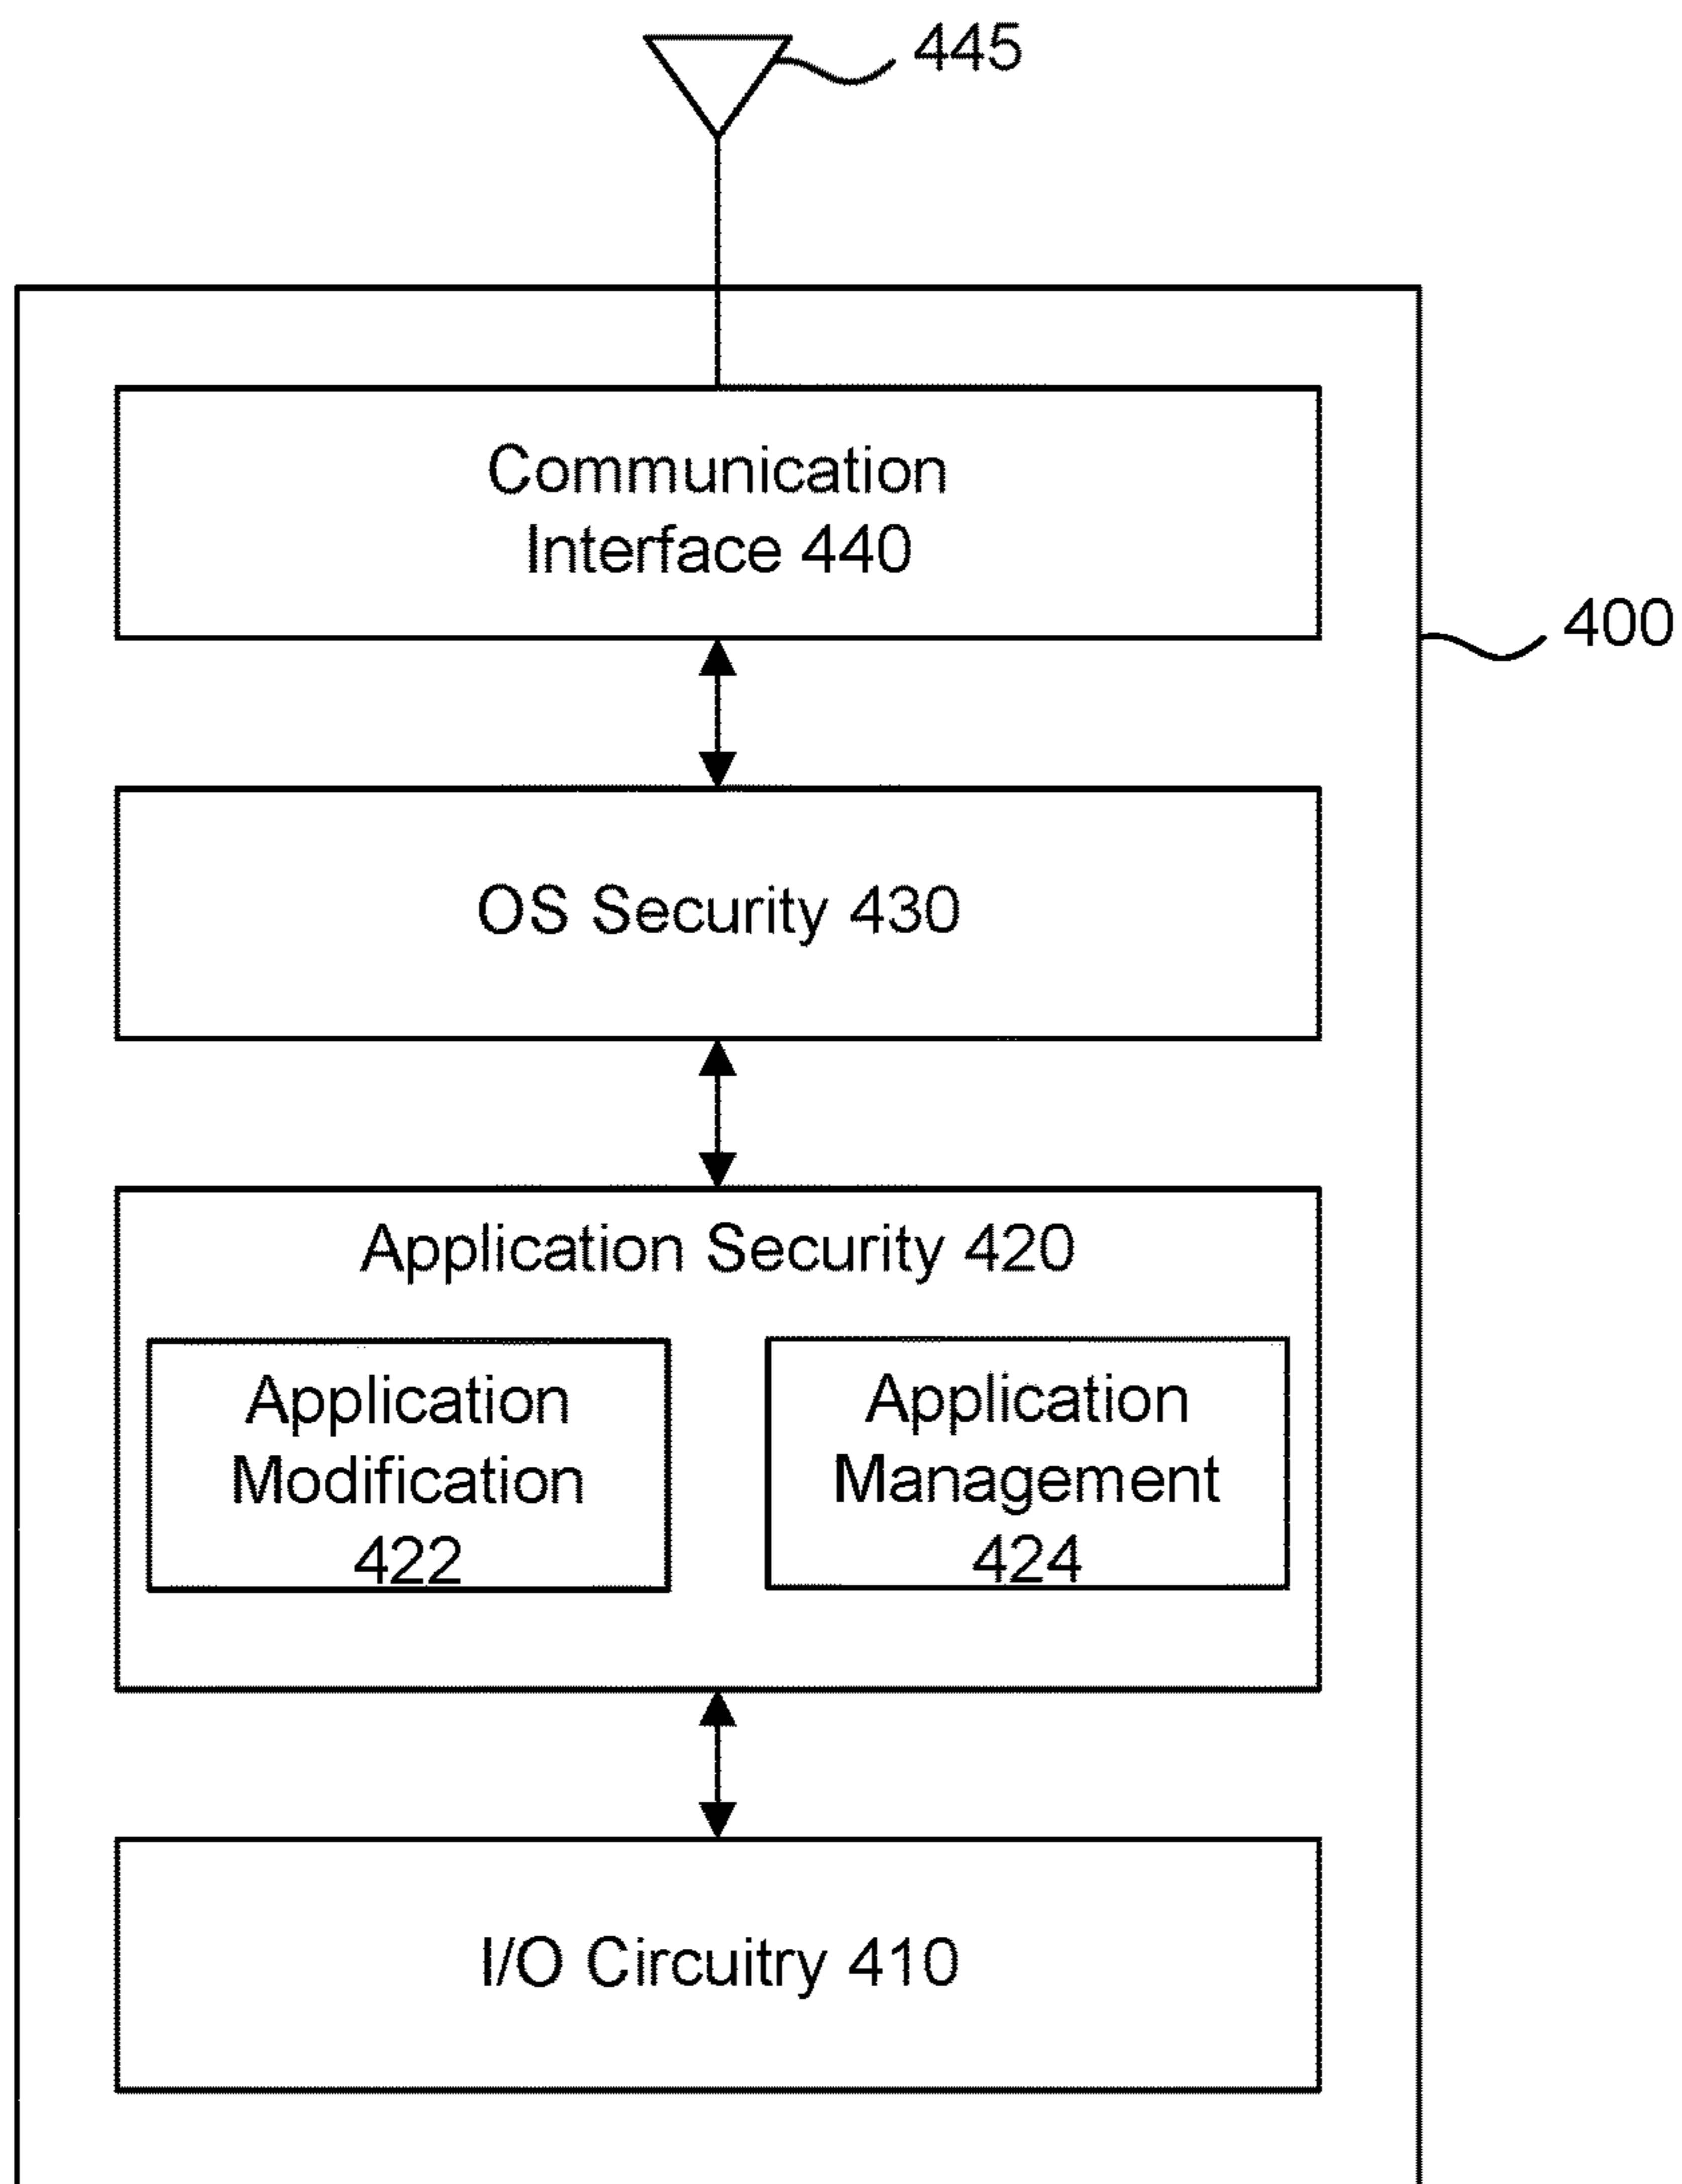 445
Communication
Interface 440
400
OS Security 430
Application Security 420
Application
Modification
422
Application
Management
424
I/O Circuitry 410